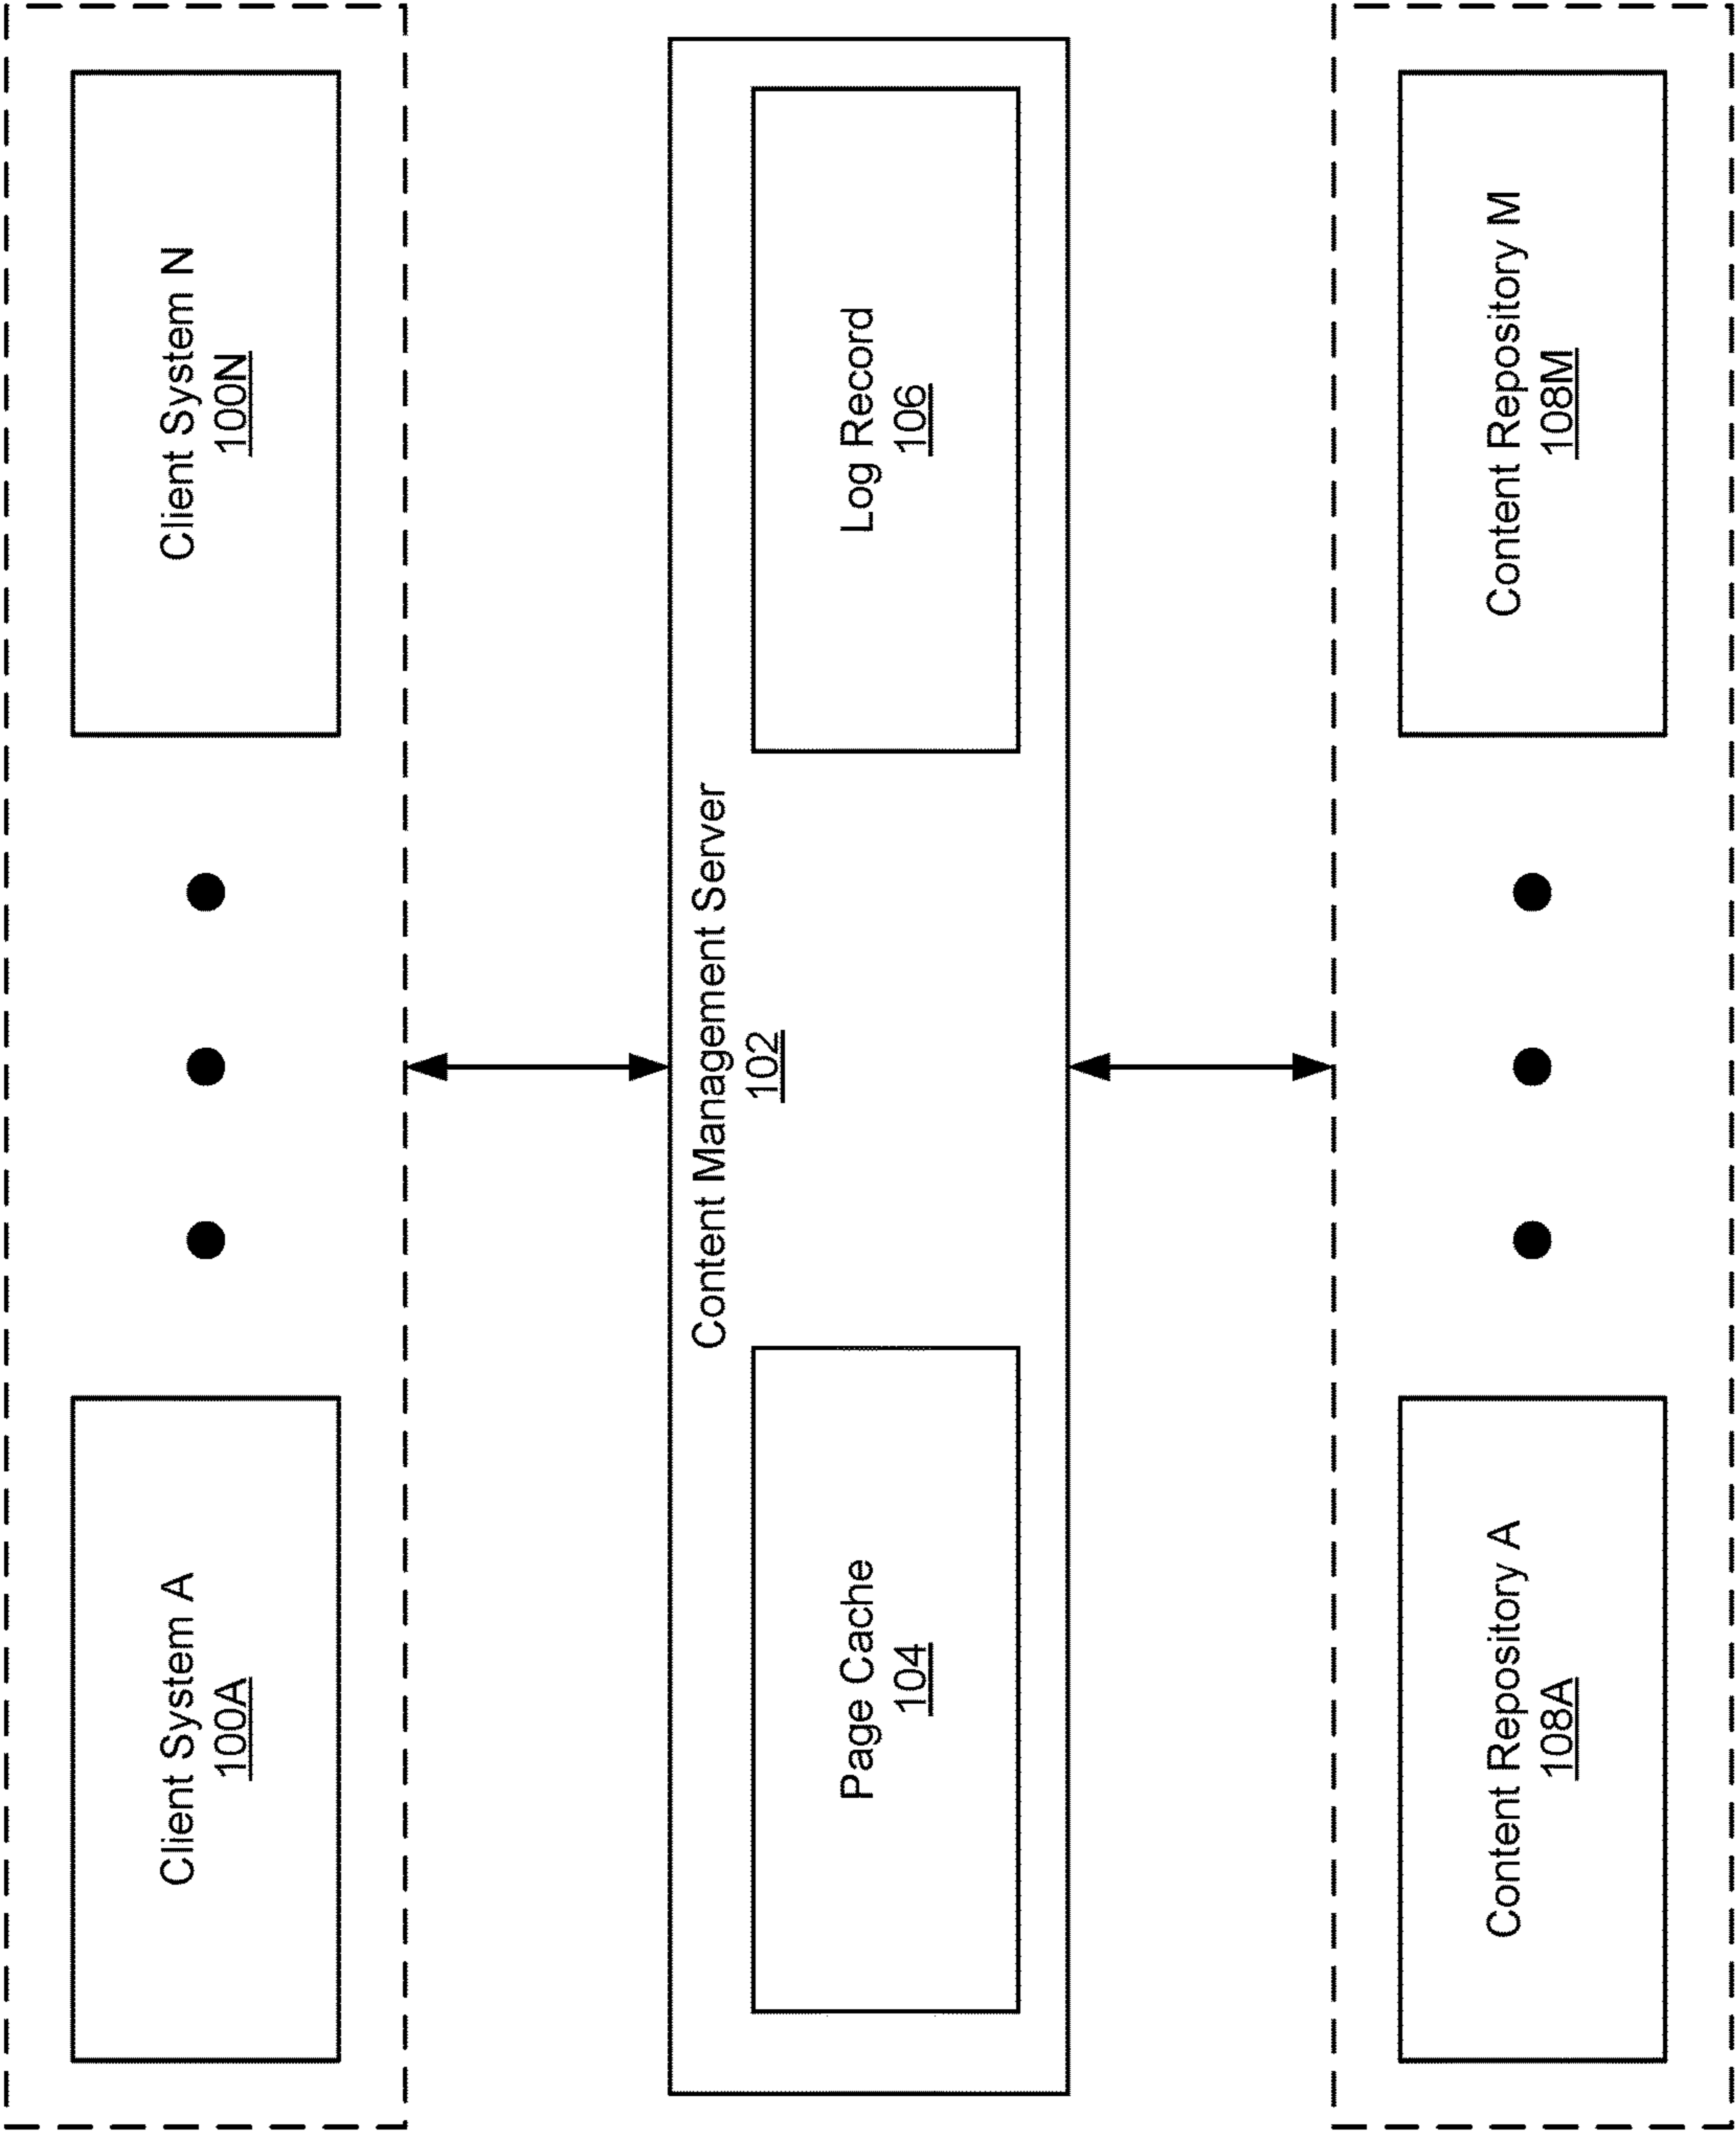 Client System A
100A
Client System N
100N
Content Management Server
102
Page Cache
104
Log Record
106
Content Repository A
108A
Content Repository M
108M